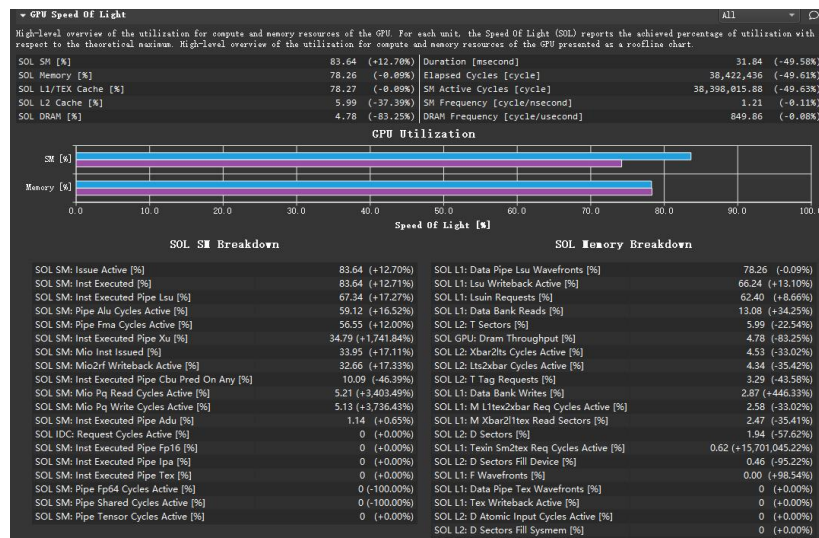 GPU Speed Of Light
All
High-level overview of the utilization for compute and memory resources of the GPU. For each unit, the Speed Of Light (SOL) reports the achieved percentage of utilization with
respect to the theoretical maximum. High-level overview of the utilization for compute and memory resources of the GPU presented as a roofline chart.
SOL SM [%] 83.64 (+12.70%) Duration [msecond] 31.84 (-49.58%)
SOL Memory [%] 78.26 (-0.09%) Elapsed Cycles [cycle] 38,422,436 (-49.61%)
SOL L1/TEX Cache [%] 78.27 (-0.09%) SM Active Cycles [cycle] 38,398,015.88 (-49.63%)
SOL L2 Cache [%] 5.99 (-37.39%) SM Frequency [cycle/nsecond] 1.21 (-0.11%)
SOL DRAM [%] 4.78 (-83.25%) DRAM Frequency [cycle/usecond] 849.86 (-0.08%)
GPU Utilization
SM [%]
Memory [%]
0.0 10.0 20.0 30.0 40.0 50.0 60.0 70.0 80.0 90.0 100.
Speed Of Light [%]
SOL SM Breakdown
SOL SM: Issue Active [%] 83.64 (+12.70%)
SOL SM: Inst Executed [%] 83.64 (+12.71%)
SOL SM: Inst Executed Pipe Lsu [%] 67.34 (+17.27%)
SOL SM: Pipe Alu Cycles Active [%] 59.12 (+16.52%)
SOL SM: Pipe Fma Cycles Active [%] 56.55 (+12.00%)
SOL SM: Inst Executed Pipe Xu [%] 34.79 (+1,741.84%)
SOL SM: Mio Inst Issued [%] 33.95 (+17.11%)
SOL SM: Mio2rf Writeback Active [%] 32.66 (+17.33%)
SOL SM: Inst Executed Pipe Cbu Pred On Any [%] 10.09 (-46.39%)
SOL SM: Mio Pq Read Cycles Active [%] 5.21 (+3,403.49%)
SOL SM: Mio Pq Write Cycles Active [%] 5.13 (+3,736.43%)
SOL SM: Inst Executed Pipe Adu [%] 1.14 (+0.65%)
SOL IDC: Request Cycles Active [%] 0 (+0.00%)
SOL SM: Inst Executed Pipe Fp16 [%] 0 (+0.00%)
SOL SM: Inst Executed Pipe Ipa [%] 0 (+0.00%)
SOL SM: Inst Executed Pipe Tex [%] 0 (+0.00%)
SOL SM: Pipe Fp64 Cycles Active [%] 0 (-100.00%)
SOL SM: Pipe Shared Cycles Active [%] 0 (-100.00%)
SOL SM: Pipe Tensor Cycles Active [%] 0 (+0.00%)
SOL Memory Breakdown
SOL L1: Data Pipe Lsu Wavefronts [%] 78.26 (-0.09%)
SOL L1: Lsu Writeback Active [%] 66.24 (+13.10%)
SOL L1: Lsuin Requests [%] 62.40 (+8.66%)
SOL L1: Data Bank Reads [%] 13.08 (+34.25%)
SOL L2: T Sectors [%] 5.99 (-22.54%)
SOL GPU: Dram Throughput [%] 4.78 (-83.25%)
SOL L2: Xbar2lts Cycles Active [%] 4.53 (-33.02%)
SOL L2: Lts2xbar Cycles Active [%] 4.34 (-35.42%)
SOL L2: T Tag Requests [%] 3.29 (-43.58%)
SOL L1: Data Bank Writes [%] 2.87 (+446.33%)
SOL L1: M L1tex2xbar Req Cycles Active [%] 2.58 (-33.02%)
SOL L1: M Xbar2l1tex Read Sectors [%] 2.47 (-35.41%)
SOL L2: D Sectors [%] 1.94 (-57.62%)
SOL L1: Texin Sm2tex Req Cycles Active [%] 0.62 (+15,701,045.22%)
SOL L2: D Sectors Fill Device [%] 0.46 (-95.22%)
SOL L1: F Wavefronts [%] 0.00 (+98.54%)
SOL L1: Data Pipe Tex Wavefronts [%] 0 (+0.00%)
SOL L1: Tex Writeback Active [%] 0 (+0.00%)
SOL L2: D Atomic Input Cycles Active [%] 0 (+0.00%)
SOL L2: D Sectors Fill Sysmem [%] 0 (+0.00%)